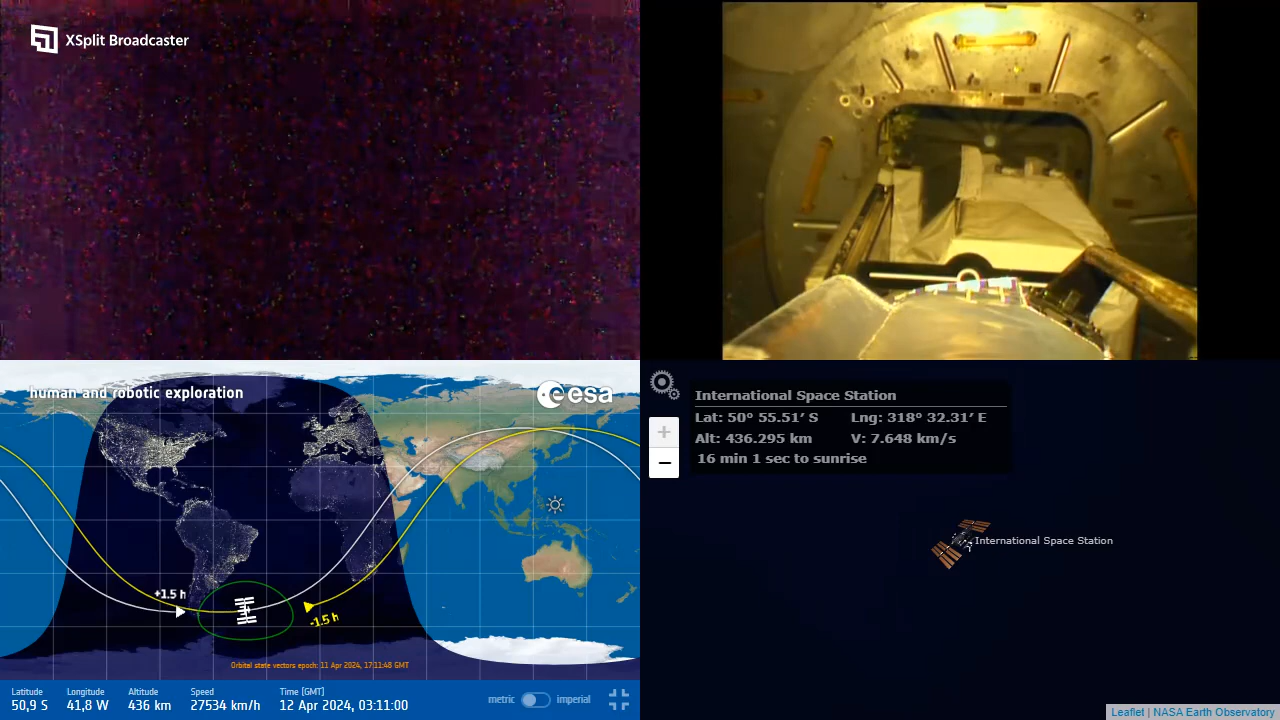 XSplit Broadcaster
human and robotic exploration
esa
+1.5 h
-1.5 h
Orbital state vectors epoch: 11 Apr 2024, 17:11:48 GMT
Latitude Longitude Altitude Speed Time [GMT]
50,9 S 41,8 W 436 km 27534 km/h 12 Apr 2024, 03:11:00
metric imperial
International Space Station
Lat: 50° 55.51′ S Lng: 318° 32.31′ E
Alt: 436.295 km V: 7.648 km/s
16 min 1 sec to sunrise
+
−
International Space Station
Leaflet | NASA Earth Observatory